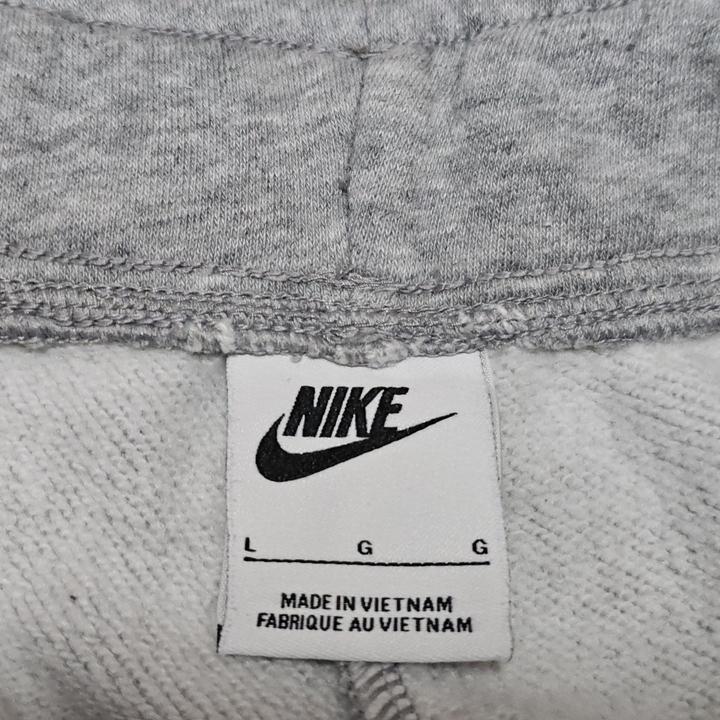 NIKE
L G G
MADE IN VIETNAM
FABRIQUE AU VIETNAM